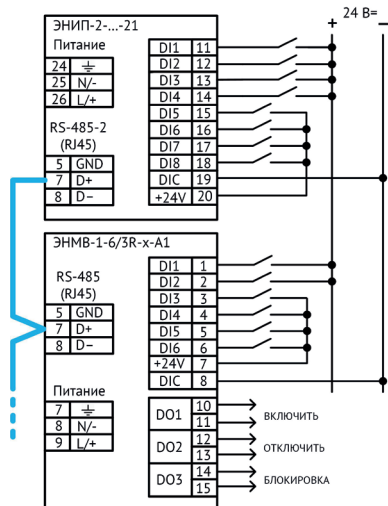 24 В=
+ −
ЭНИП-2-...-21
Питание
24 ⏚
25 N/-
26 L/+
RS-485-2
(RJ45)
5 GND
7 D+
8 D−
DI1 11
DI2 12
DI3 13
DI4 14
DI5 15
DI6 16
DI7 17
DI8 18
DIC 19
+24V 20
ЭНМВ-1-6/3R-х-А1
RS-485
(RJ45)
5 GND
7 D+
8 D−
Питание
7 ⏚
8 N/-
9 L/+
DI1 1
DI2 2
DI3 3
DI4 4
DI5 5
DI6 6
+24V 7
DIC 8
DO1 10 11 ВКЛЮЧИТЬ
DO2 12 13 ОТКЛЮЧИТЬ
DO3 14 15 БЛОКИРОВКА